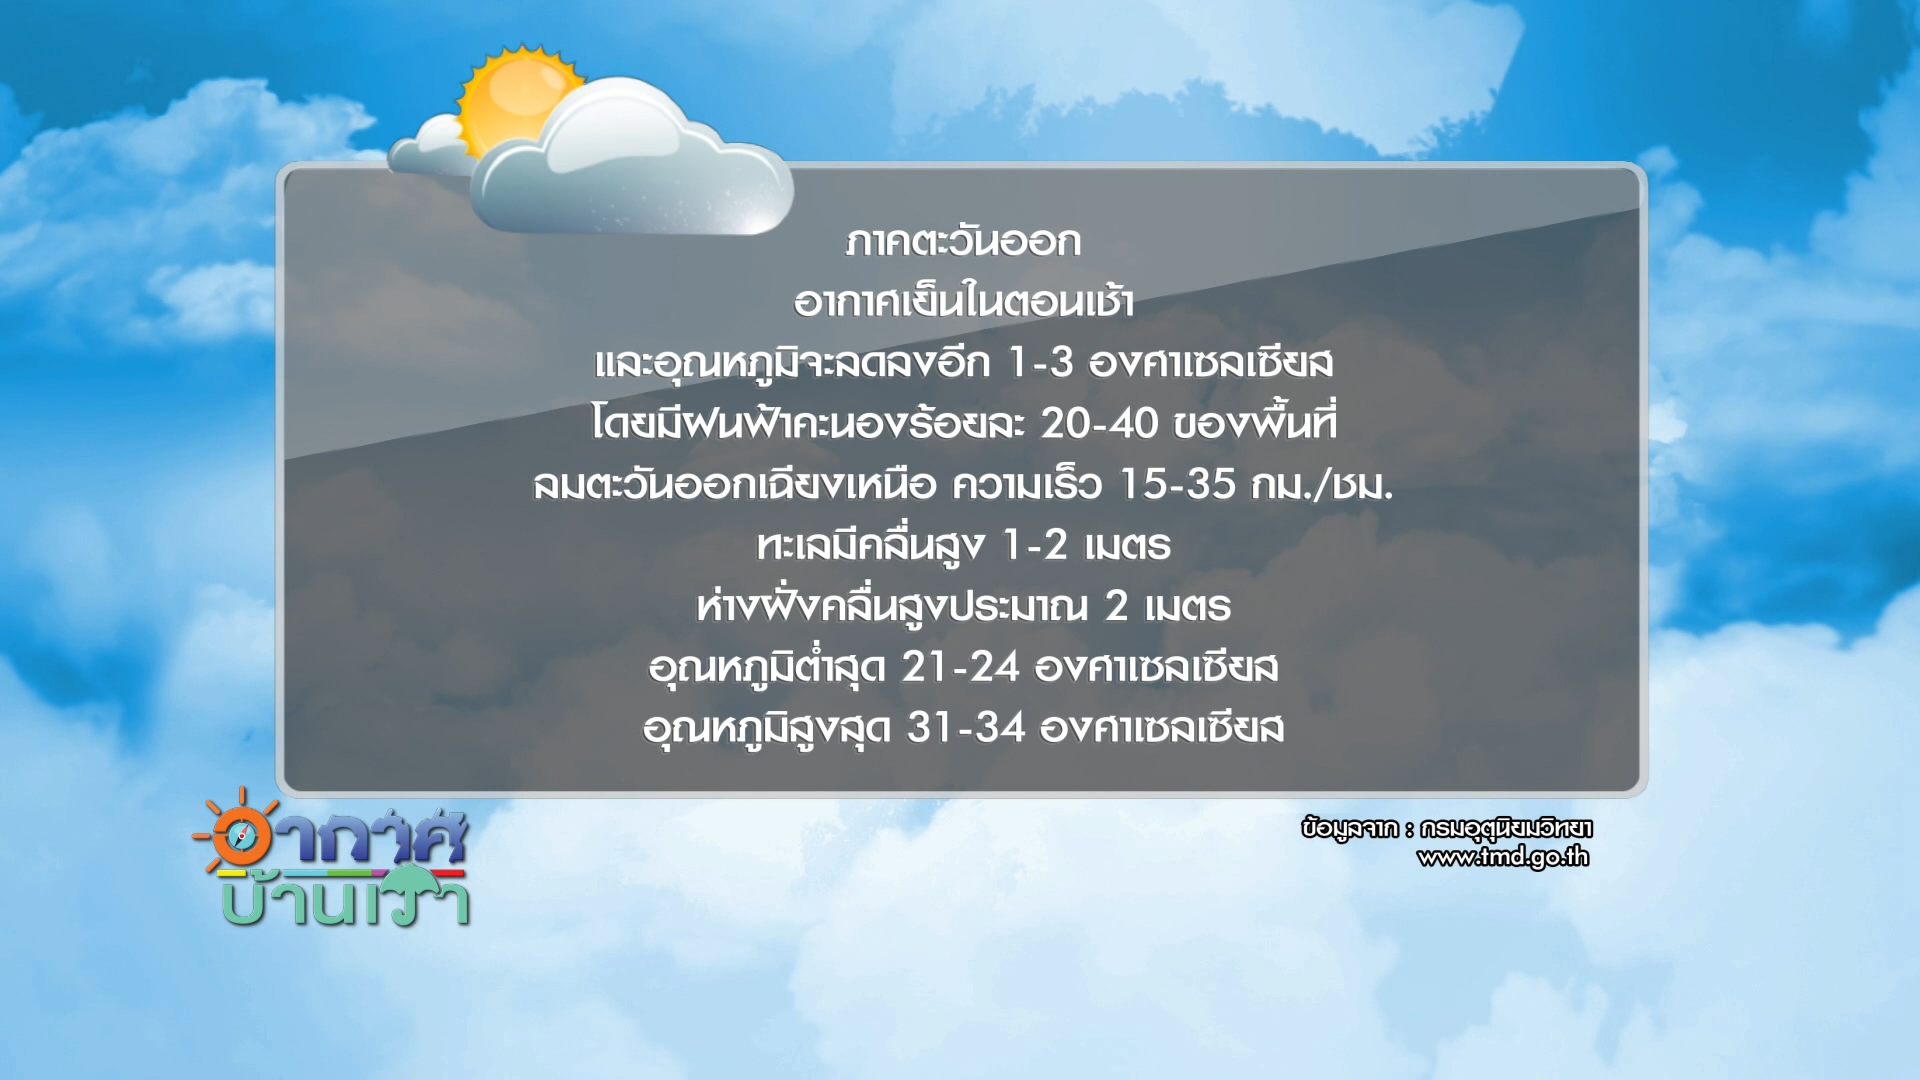 ภาคตะวันออก
อากาศเย็นในตอนเช้า
และอุณหภูมิจะลดลงอีก 1-3 องศาเซลเซียส
โดยมีฝนฟ้าคะนองร้อยละ 20-40 ของพื้นที่
ลมตะวันออกเฉียงเหนือ ความเร็ว 15-35 กม./ชม.
ทะเลมีคลื่นสูง 1-2 เมตร
ห่างฝั่งคลื่นสูงประมาณ 2 เมตร
อุณหภูมิต่ำสุด 21-24 องศาเซลเซียส
อุณหภูมิสูงสุด 31-34 องศาเซลเซียส
อากาศ
บ้านเรา
ข้อมูลจาก : กรมอุตุนิยมวิทยา
www.tmd.go.th